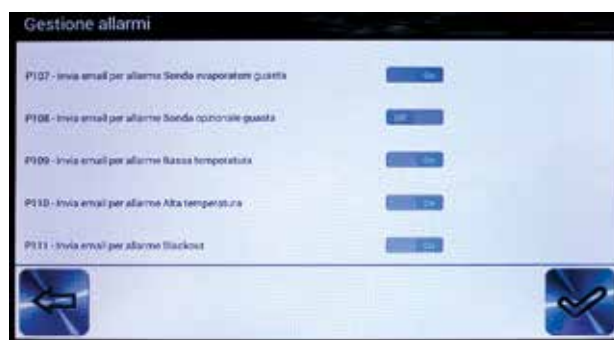 Gestione allarmi
P107 - Invia email per allarme Sonda evaporatore guasta On
P108 - Invia email per allarme Sonda opzionale guasta Off
P109 - Invia email per allarme Bassa temperatura On
P110 - Invia email per allarme Alta temperatura On
P111 - Invia email per allarme Blackout On